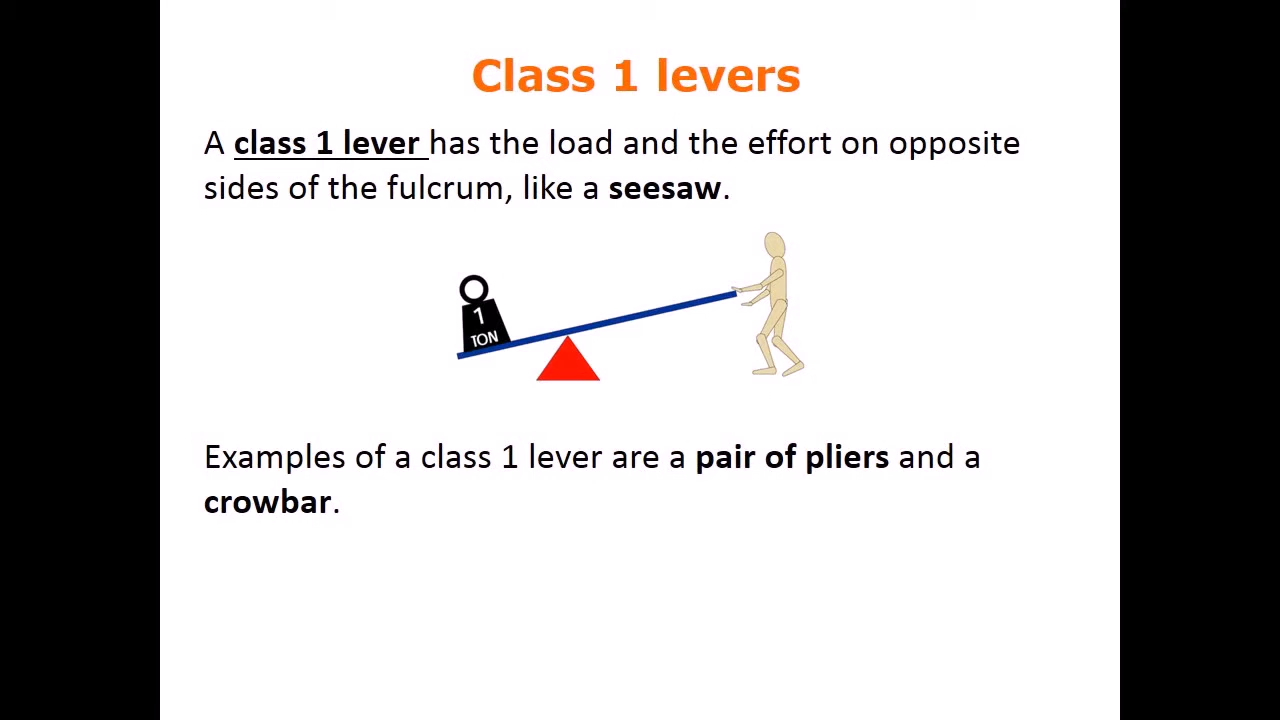 Class 1 levers
A class 1 lever has the load and the effort on opposite
sides of the fulcrum, like a seesaw.
1
TON
Examples of a class 1 lever are a pair of pliers and a
crowbar.